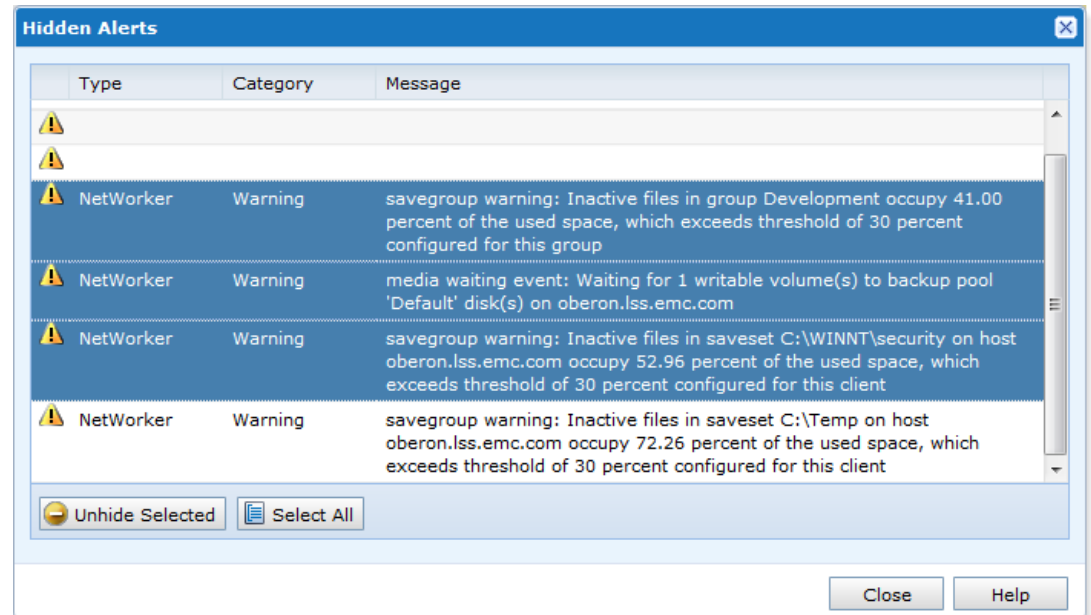 Hidden Alerts
Type Category Message
NetWorker Warning savegroup warning: Inactive files in group Development occupy 41.00
percent of the used space, which exceeds threshold of 30 percent
configured for this group
NetWorker Warning media waiting event: Waiting for 1 writable volume(s) to backup pool
'Default' disk(s) on oberon.lss.emc.com
NetWorker Warning savegroup warning: Inactive files in saveset C:\WINNT\security on host
oberon.lss.emc.com occupy 52.96 percent of the used space, which
exceeds threshold of 30 percent configured for this client
NetWorker Warning savegroup warning: Inactive files in saveset C:\Temp on host
oberon.lss.emc.com occupy 72.26 percent of the used space, which
exceeds threshold of 30 percent configured for this client
Unhide Selected Select All
Close Help